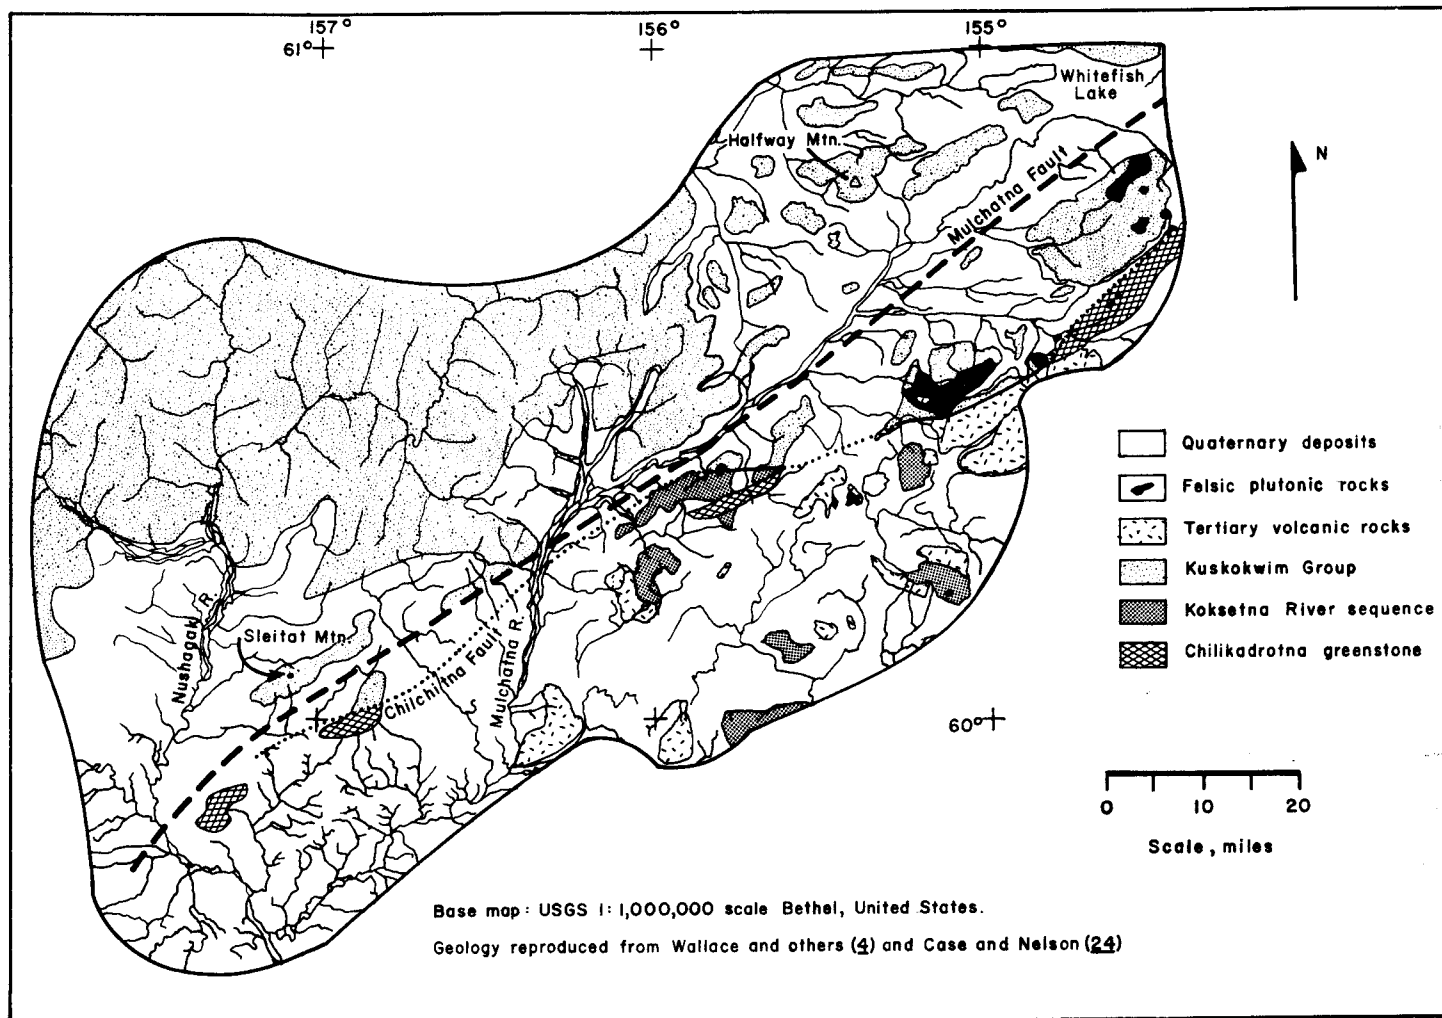 157°
156°
155°
61°
Whitefish
Lake
Halfway Mtn.
N
Mulchatna Fault
Quaternary deposits
Felsic plutonic rocks
Tertiary volcanic rocks
Kuskokwim Group
Koksetna River sequence
Chilikadrotna greenstone
Nushagak R.
Sleitat Mtn.
Chilchitna Fault
Mulchatna R.
60°
0 10 20
Scale, miles
Base map: USGS 1:1,000,000 scale Bethel, United States.
Geology reproduced from Wallace and others (4) and Case and Nelson (24)